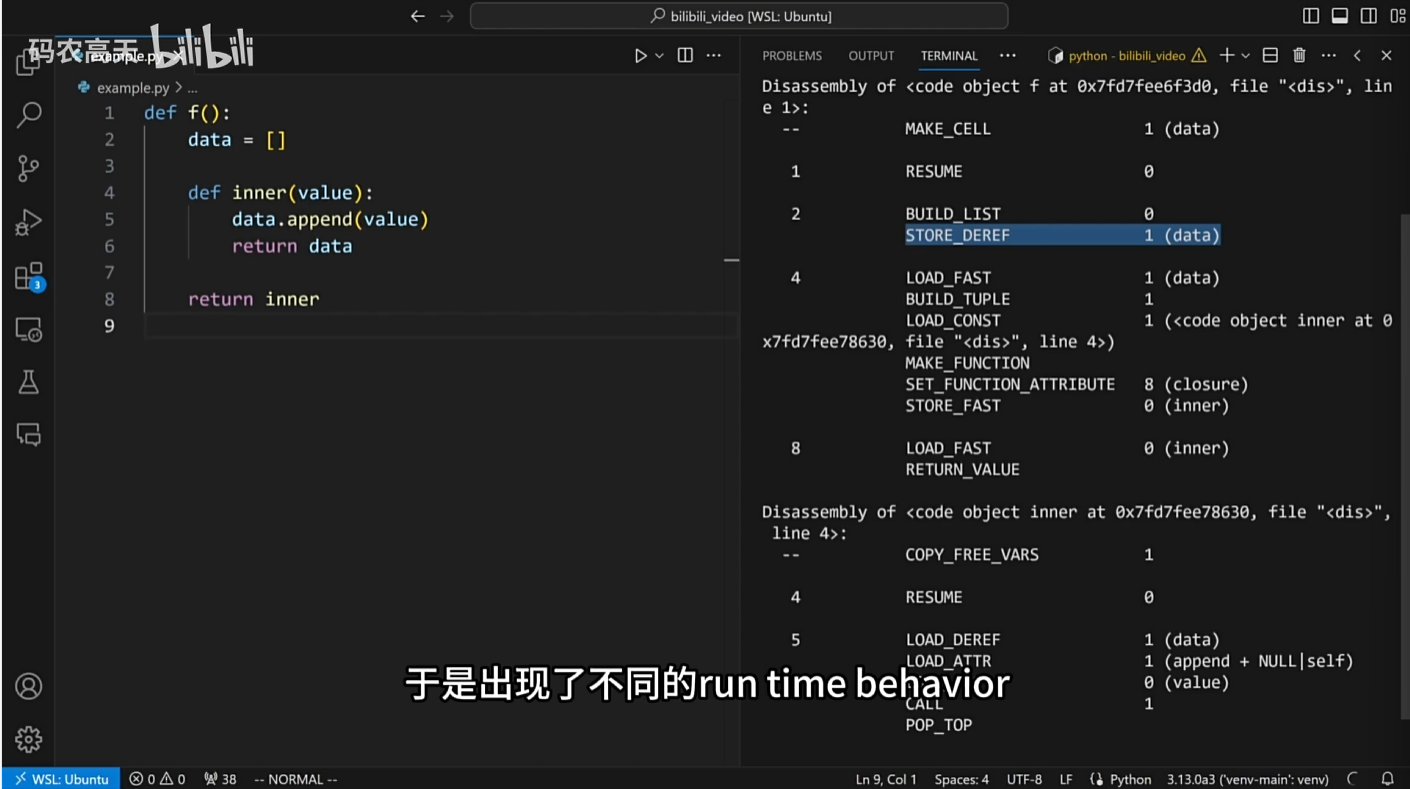 bilibili_video [WSL: Ubuntu]
码农高天 bilibili
example.py
example.py > ...
1 def f():
2 data = []
3
4 def inner(value):
5 data.append(value)
6 return data
7
8 return inner
9
3
PROBLEMS OUTPUT TERMINAL ... python - bilibili_video
Disassembly of <code object f at 0x7fd7fee6f3d0, file "<dis>", lin
e 1>:
-- MAKE_CELL 1 (data)
1 RESUME 0
2 BUILD_LIST 0
STORE_DEREF 1 (data)
4 LOAD_FAST 1 (data)
BUILD_TUPLE 1
LOAD_CONST 1 (<code object inner at 0
x7fd7fee78630, file "<dis>", line 4>)
MAKE_FUNCTION
SET_FUNCTION_ATTRIBUTE 8 (closure)
STORE_FAST 0 (inner)
8 LOAD_FAST 0 (inner)
RETURN_VALUE
Disassembly of <code object inner at 0x7fd7fee78630, file "<dis>",
line 4>:
-- COPY_FREE_VARS 1
4 RESUME 0
5 LOAD_DEREF 1 (data)
LOAD_ATTR 1 (append + NULL|self)
0 (value)
CALL 1
POP_TOP
于是出现了不同的run time behavior
WSL: Ubuntu 0 0 38 -- NORMAL -- Ln 9, Col 1 Spaces: 4 UTF-8 LF Python 3.13.0a3 ('venv-main': venv)